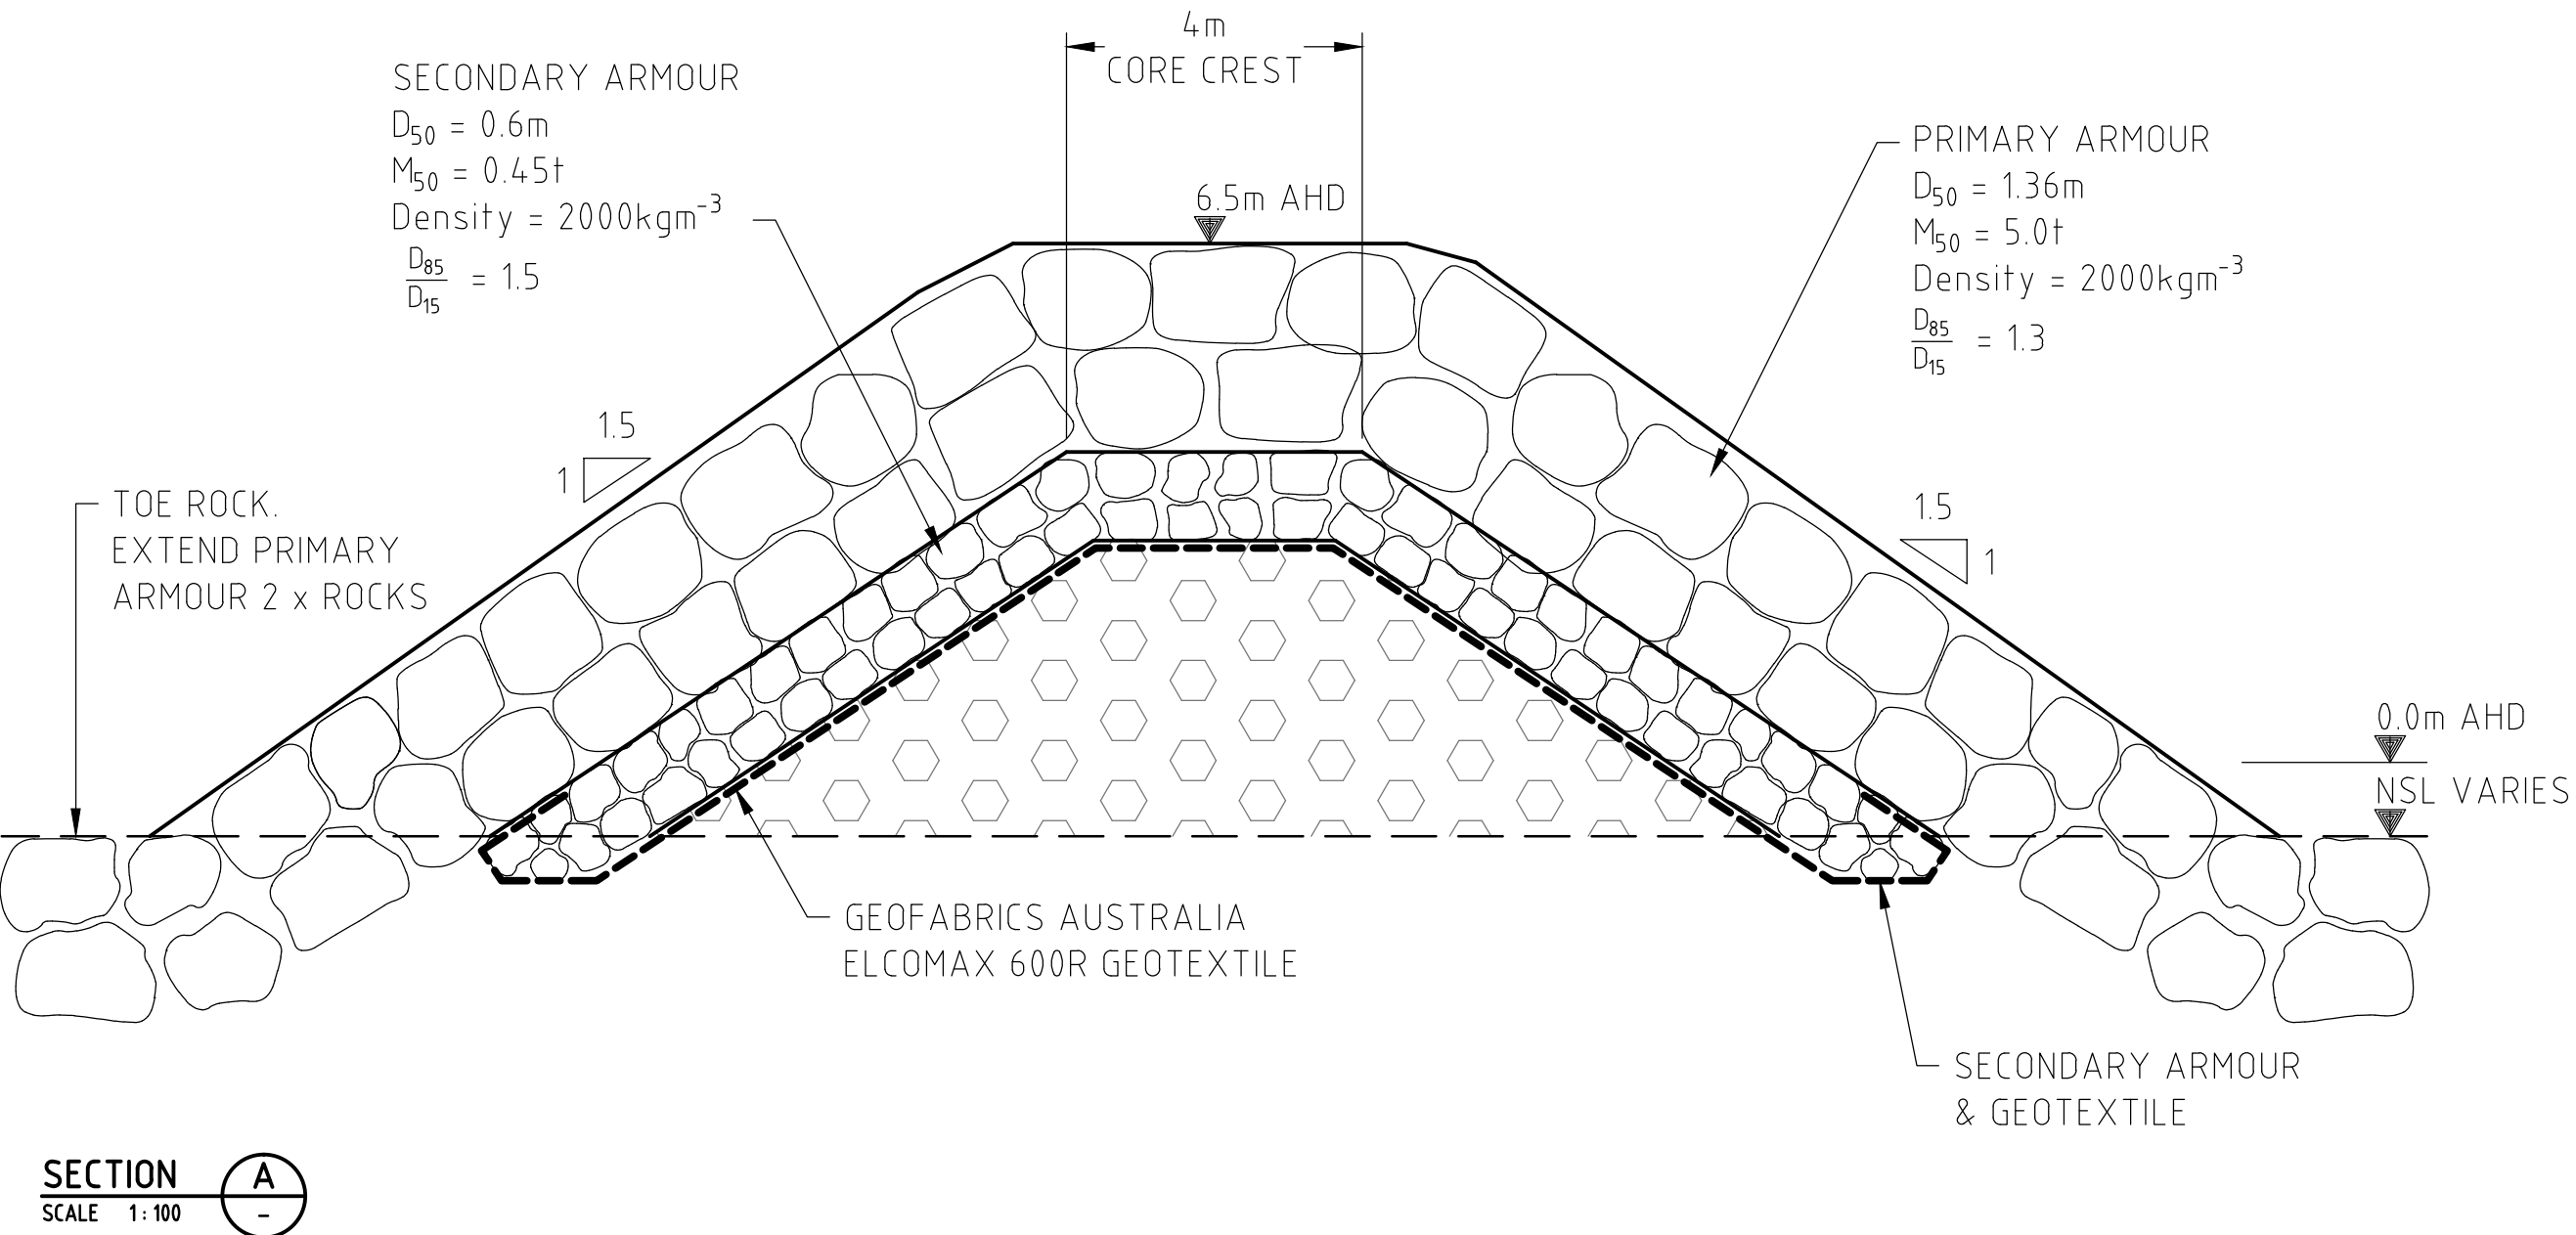 4m
CORE CREST
SECONDARY ARMOUR
D50 = 0.6m
M50 = 0.45t
Density = 2000kgm-3
D85
D15
= 1.5
6.5m AHD
PRIMARY ARMOUR
D50 = 1.36m
M50 = 5.0t
Density = 2000kgm-3
D85
D15
= 1.3
1.5
1
TOE ROCK.
EXTEND PRIMARY
ARMOUR 2 x ROCKS
1.5
1
0.0m AHD
NSL VARIES
GEOFABRICS AUSTRALIA
ELCOMAX 600R GEOTEXTILE
SECONDARY ARMOUR
& GEOTEXTILE
SECTION
A
SCALE 1:100
-